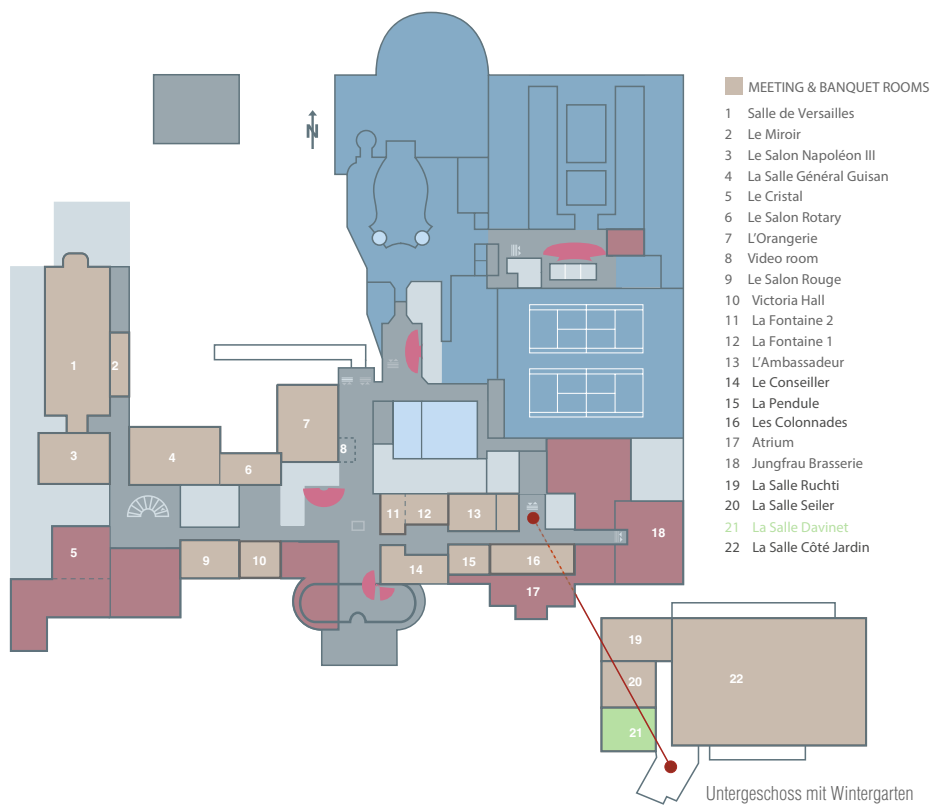 N
MEETING & BANQUET ROOMS
1 Salle de Versailles
2 Le Miroir
3 Le Salon Napoléon III
4 La Salle Général Guisan
5 Le Cristal
6 Le Salon Rotary
7 L'Orangerie
8 Video room
9 Le Salon Rouge
10 Victoria Hall
11 La Fontaine 2
12 La Fontaine 1
13 L'Ambassadeur
14 Le Conseiller
15 La Pendule
16 Les Colonnades
17 Atrium
18 Jungfrau Brasserie
19 La Salle Ruchti
20 La Salle Seiler
21 La Salle Davinet
22 La Salle Côté Jardin
1
2
3
4
6
7
8
5
9
10
11
12
13
14
15
16
17
18
19
20
21
22
Untergeschoss mit Wintergarten